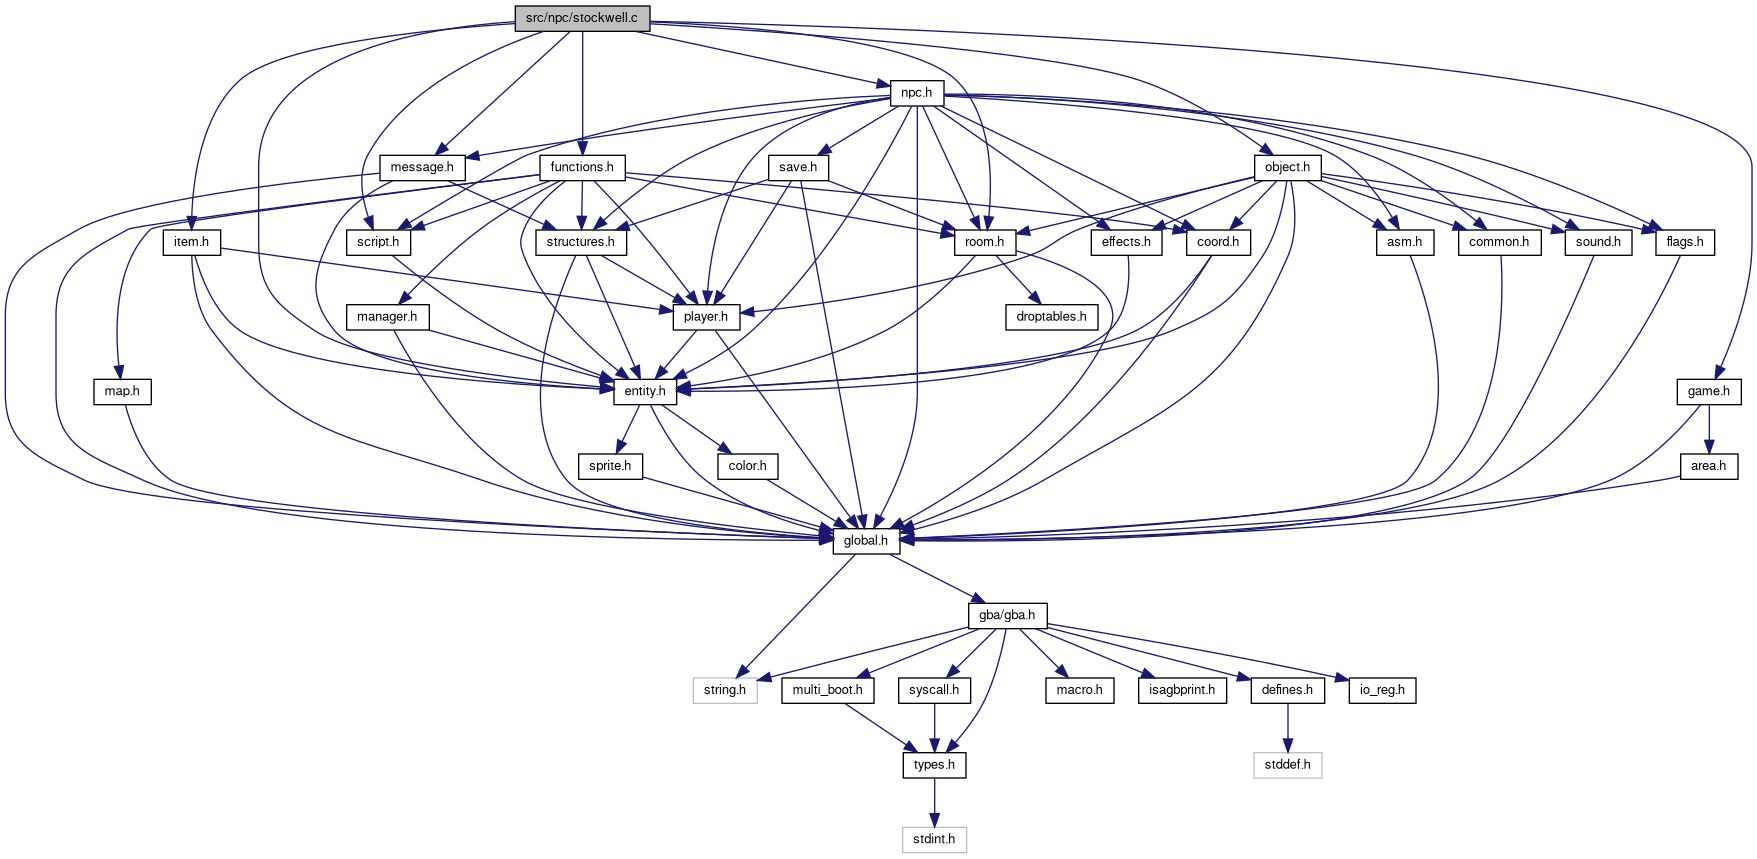 src/npc/stockwell.c
npc.h
message.h
functions.h
save.h
object.h
item.h
script.h
structures.h
room.h
effects.h
coord.h
asm.h
common.h
sound.h
flags.h
manager.h
player.h
droptables.h
map.h
entity.h
game.h
sprite.h
color.h
area.h
global.h
gba/gba.h
string.h
multi_boot.h
syscall.h
macro.h
isagbprint.h
defines.h
io_reg.h
types.h
stddef.h
stdint.h